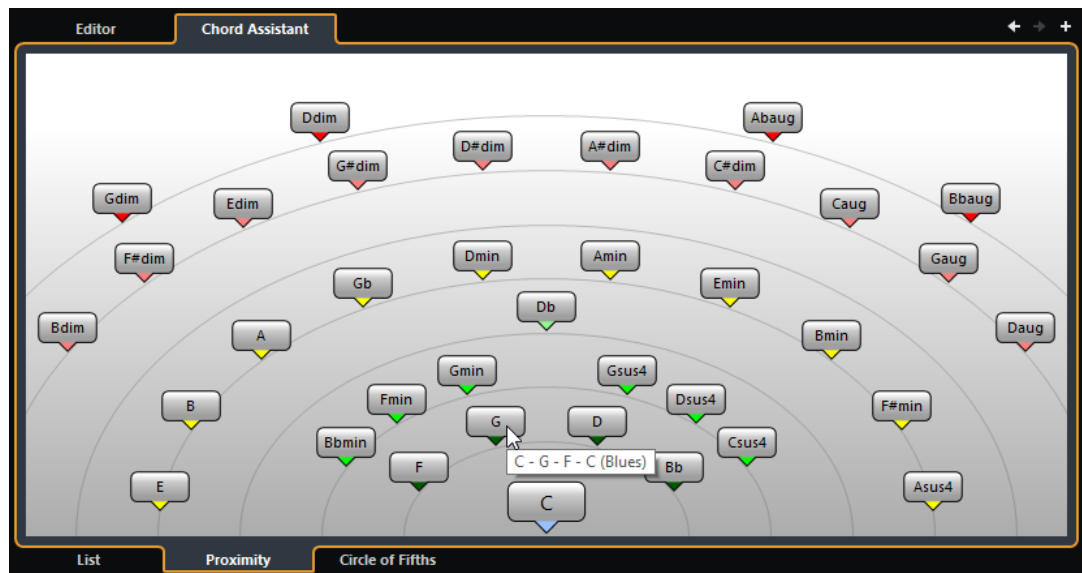 Editor
Chord Assistant
Ddim
Abaug
D#dim
A#dim
G#dim
C#dim
Gdim
Edim
Caug
Bbaug
F#dim
Dmin
Amin
Gaug
Gb
Emin
Db
Bdim
A
Bmin
Daug
Gmin
Gsus4
Fmin
Dsus4
B
F#min
G
D
Bbmin
Csus4
C - G - F - C (Blues)
F
Bb
E
Asus4
C
List
Proximity
Circle of Fifths